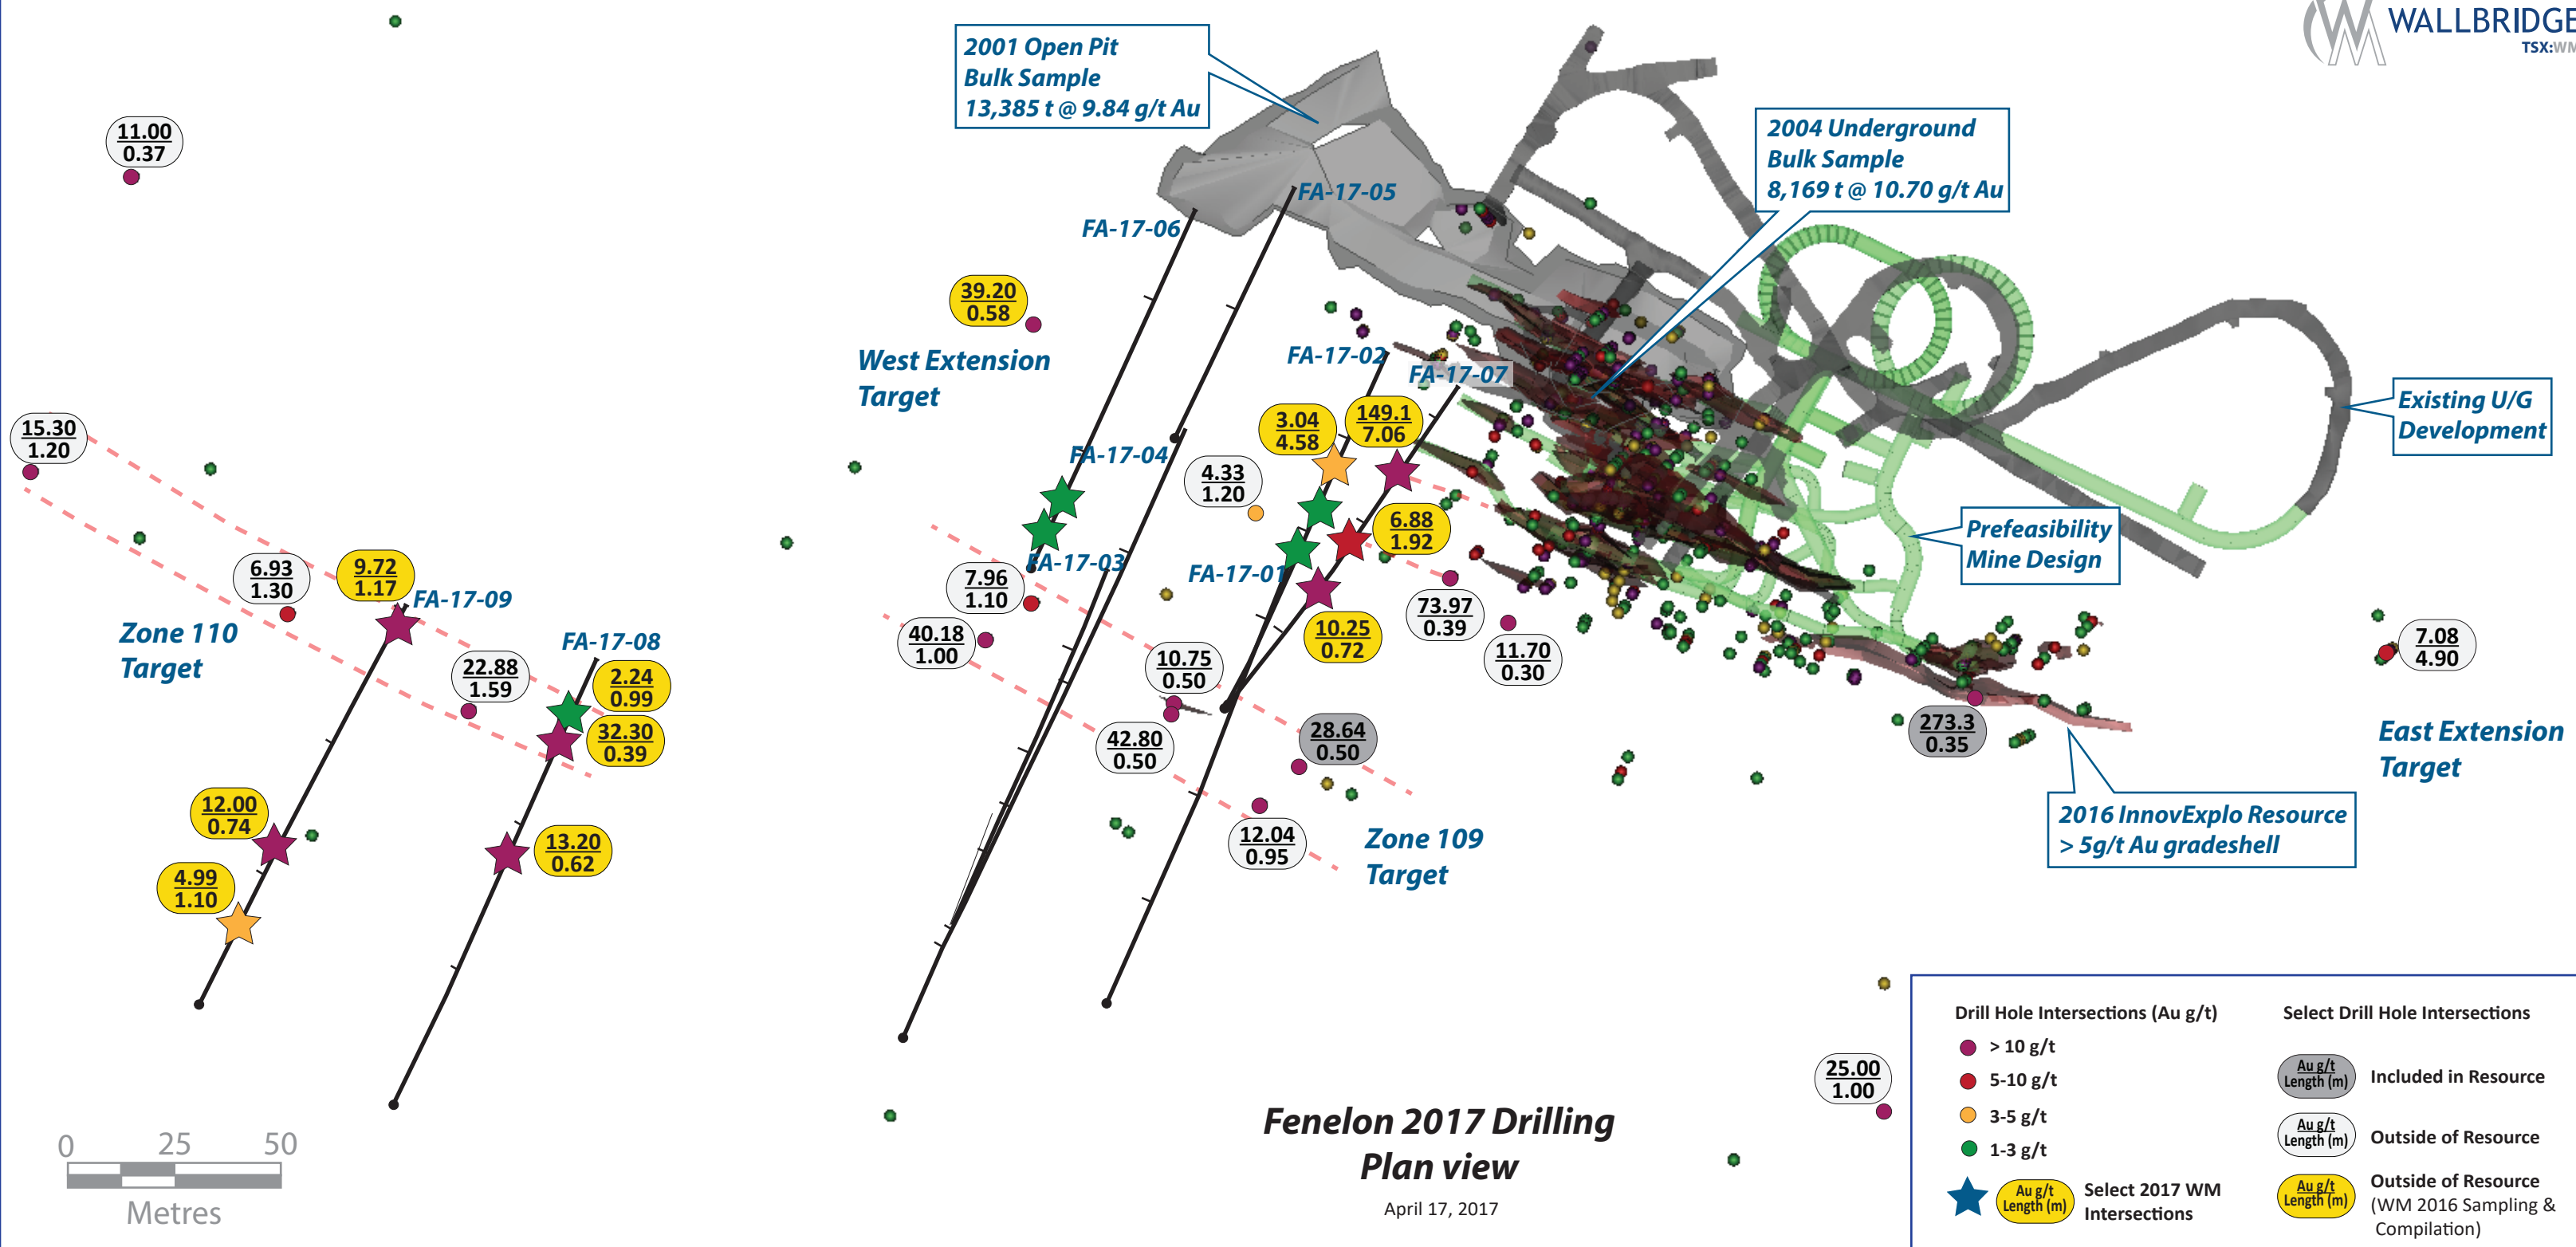 WALLBRIDGE
TSX:WM
2001 Open Pit
Bulk Sample
13,385 t @ 9.84 g/t Au
2004 Underground
Bulk Sample
8,169 t @ 10.70 g/t Au
11.00
0.37
FA-17-05
FA-17-06
39.20
0.58
West Extension
Target
FA-17-02
FA-17-07
Existing U/G
Development
15.30
1.20
3.04
4.58
149.1
7.06
FA-17-04
4.33
1.20
6.88
1.92
Prefeasibility
Mine Design
FA-17-03
FA-17-01
6.93
1.30
9.72
1.17
FA-17-09
7.96
1.10
73.97
0.39
Zone 110
Target
FA-17-08
40.18
1.00
10.25
0.72
11.70
0.30
7.08
4.90
22.88
1.59
2.24
0.99
10.75
0.50
32.30
0.39
42.80
0.50
28.64
0.50
273.3
0.35
East Extension
Target
12.00
0.74
13.20
0.62
12.04
0.95
Zone 109
Target
2016 InnovExplo Resource
> 5g/t Au gradeshell
4.99
1.10
25.00
1.00
0 25 50
Metres
Fenelon 2017 Drilling
Plan view
April 17, 2017
Drill Hole Intersections (Au g/t)
> 10 g/t
5-10 g/t
3-5 g/t
1-3 g/t
Au g/t
Length (m)
Select 2017 WM
Intersections
Select Drill Hole Intersections
Au g/t
Length (m)
Included in Resource
Au g/t
Length (m)
Outside of Resource
Au g/t
Length (m)
Outside of Resource
(WM 2016 Sampling &
Compilation)